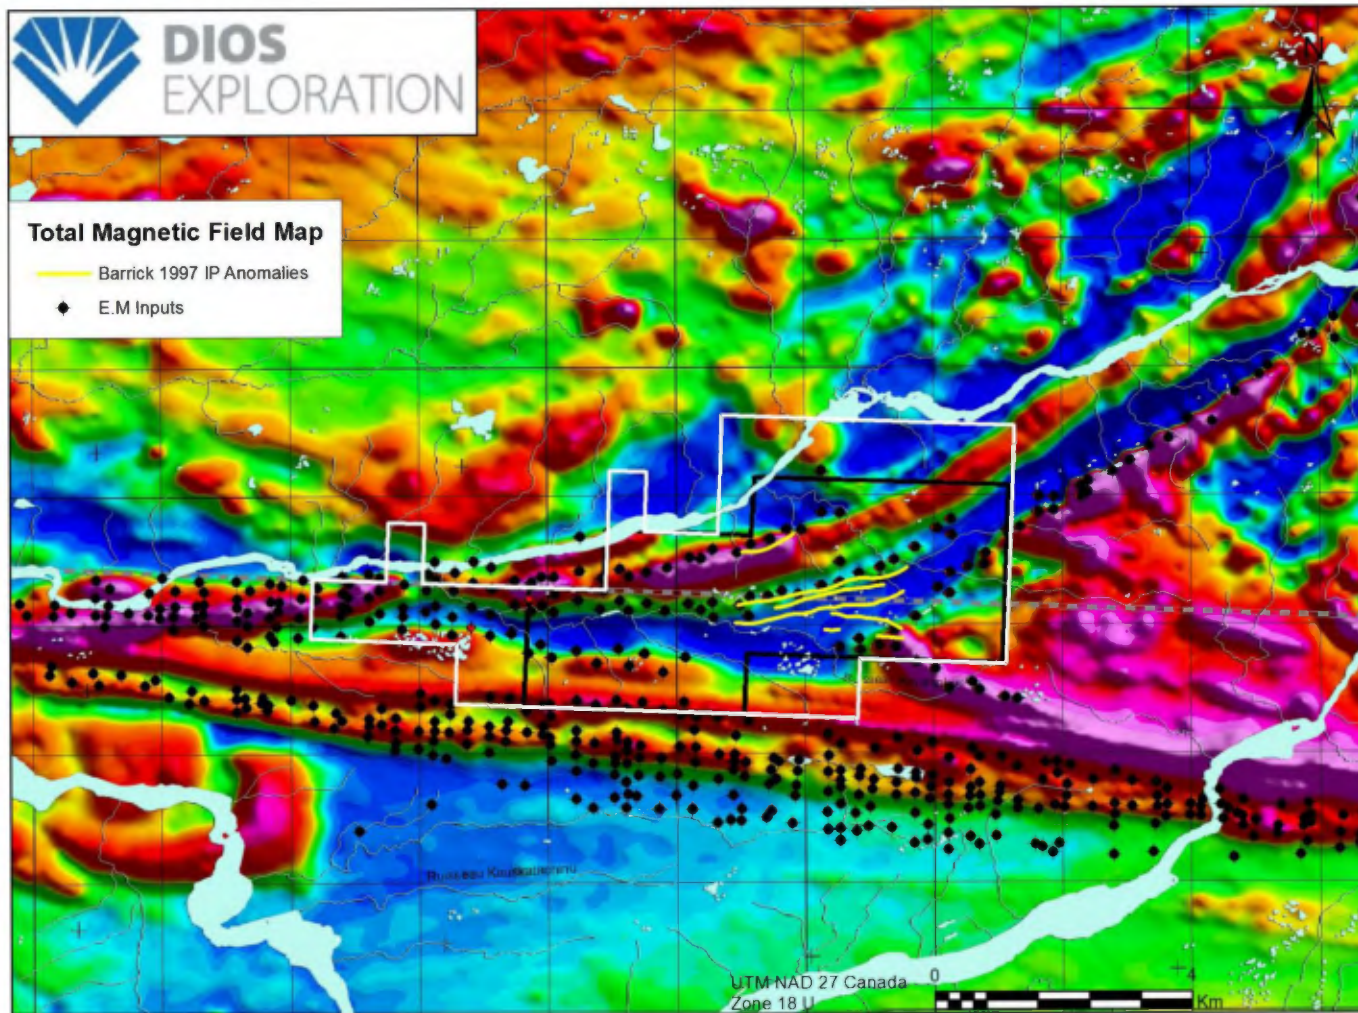 DIOS
EXPLORATION
N
Total Magnetic Field Map
Barrick 1997 IP Anomalies
E.M Inputs
UTM NAD 27 Canada
Zone 18 U
0
4
Km